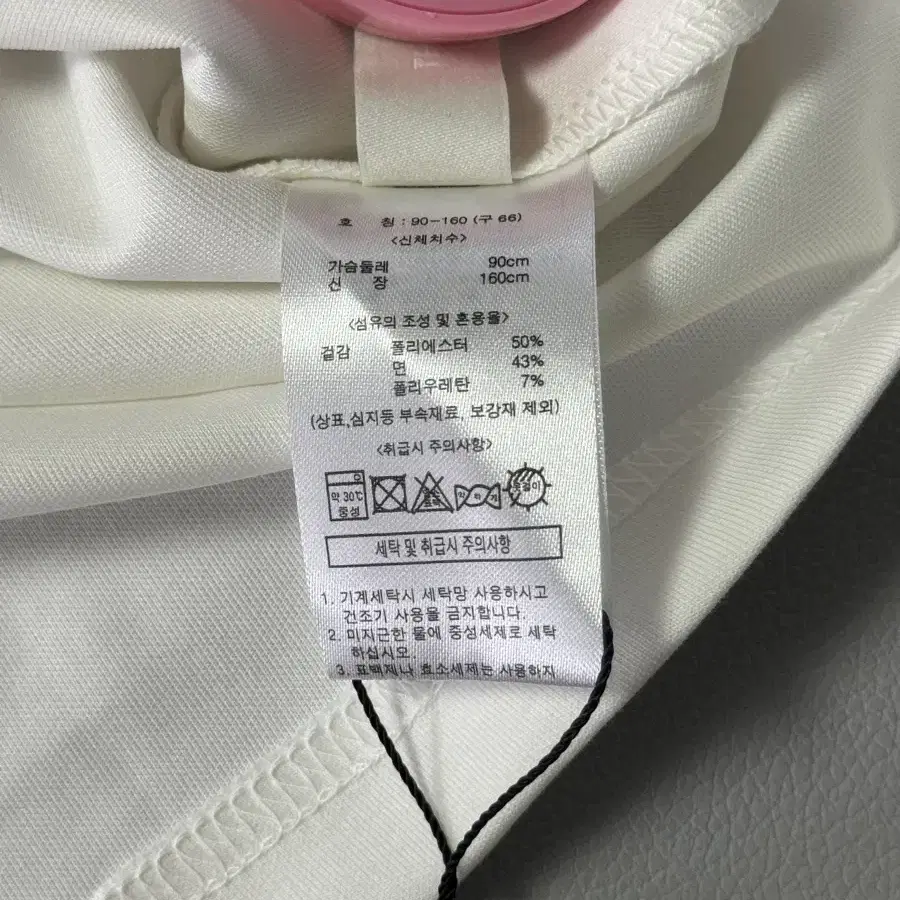 호 칭 : 90-160 (구 66)
<신체치수>
가슴둘레 90cm
신 장 160cm
<섬유의 조성 및 혼용율>
겉감 폴리에스터 50%
면 43%
폴리우레탄 7%
(상표,심지등 부속재료, 보강재 제외)
<취급시 주의사항>
약 30℃
중성
옷걸이
세탁 및 취급시 주의사항
1. 기계세탁시 세탁망 사용하시고
건조기 사용을 금지합니다.
2. 미지근한 물에 중성세제로 세탁
하십시오.
3. 표백제나 효소세제는 사용하지